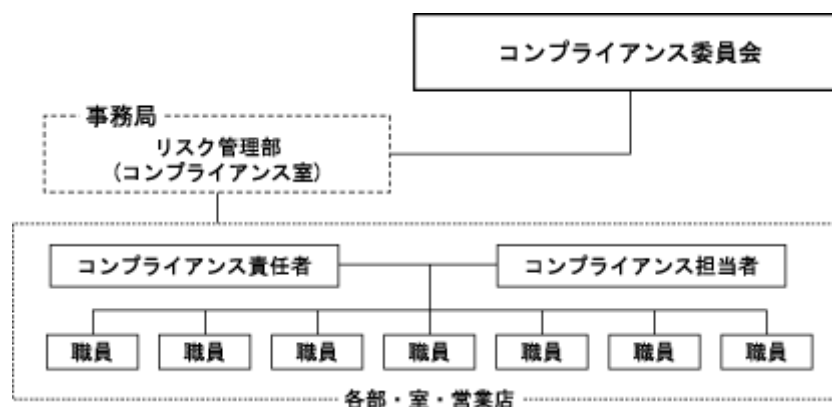 コンプライアンス委員会
事務局
リスク管理部
(コンプライアンス室)
コンプライアンス責任者
コンプライアンス担当者
職員
職員
職員
職員
職員
職員
職員
各部・室・営業店